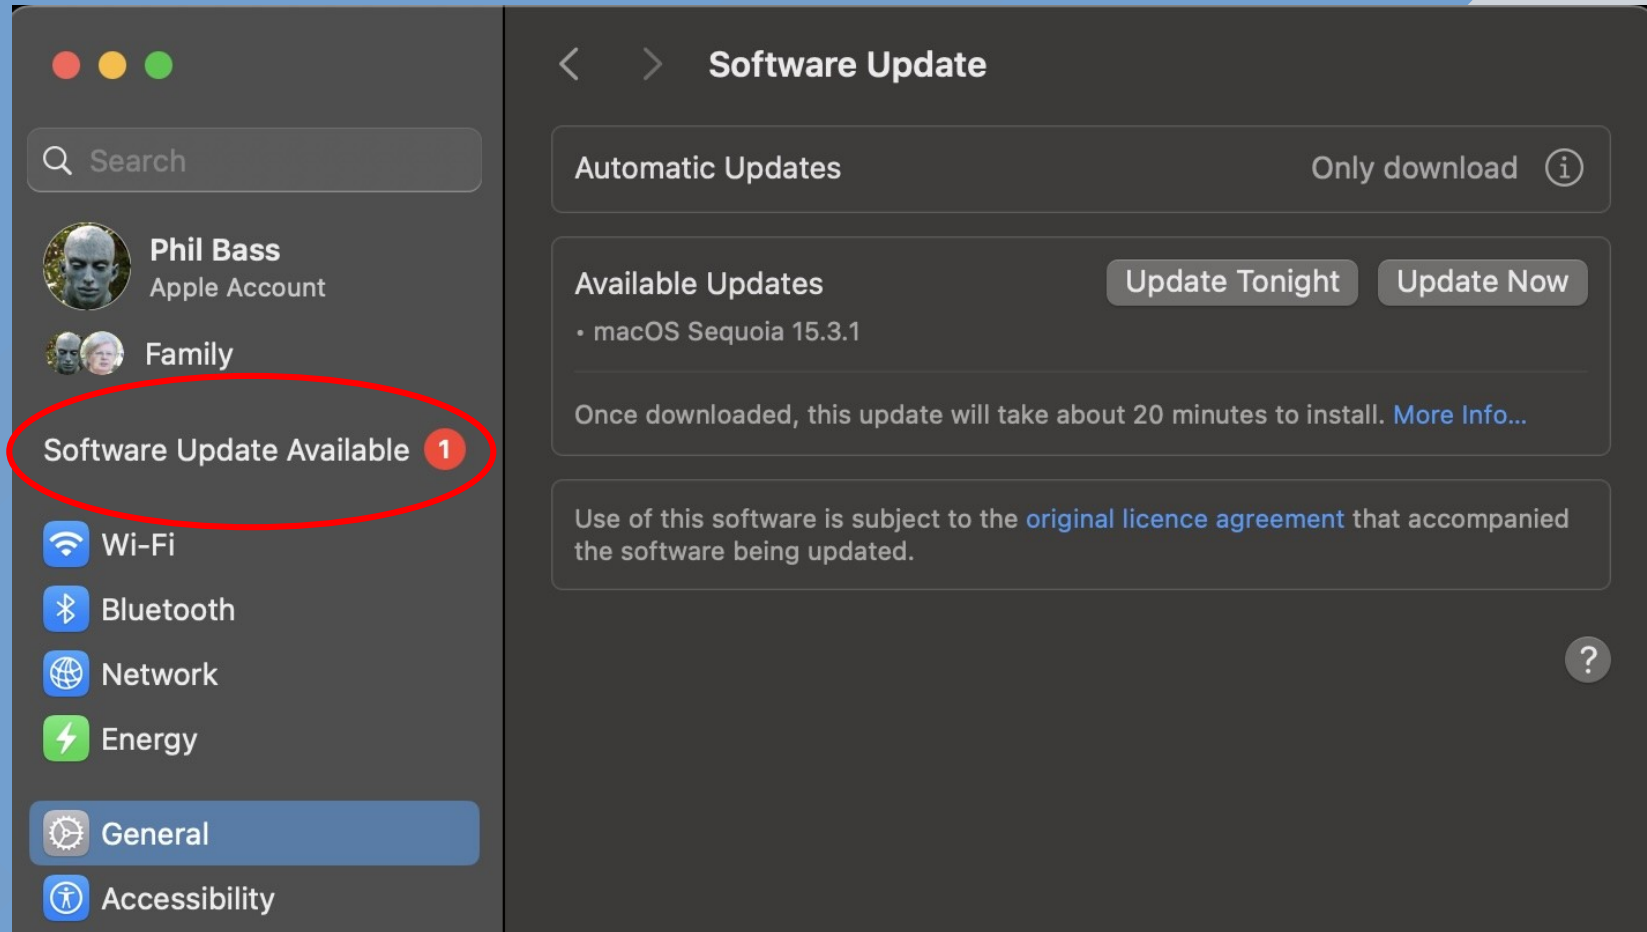 Search
Phil Bass
Apple Account
Family
Software Update Available 1
Wi-Fi
Bluetooth
Network
Energy
General
Accessibility
Software Update
Automatic Updates Only download i
Available Updates Update Tonight Update Now
• macOS Sequoia 15.3.1
Once downloaded, this update will take about 20 minutes to install. More Info...
Use of this software is subject to the original licence agreement that accompanied
the software being updated.
?